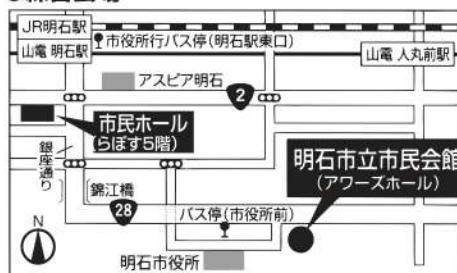 JR明石駅
山電 明石駅
市役所行バス停(明石駅東口)
山電 人丸前駅
アスピア明石
2
市民ホール
(らぽす5階)
銀座通り
明石市立市民会館
(アワーズホール)
錦江橋
28
バス停(市役所前)
N
明石市役所